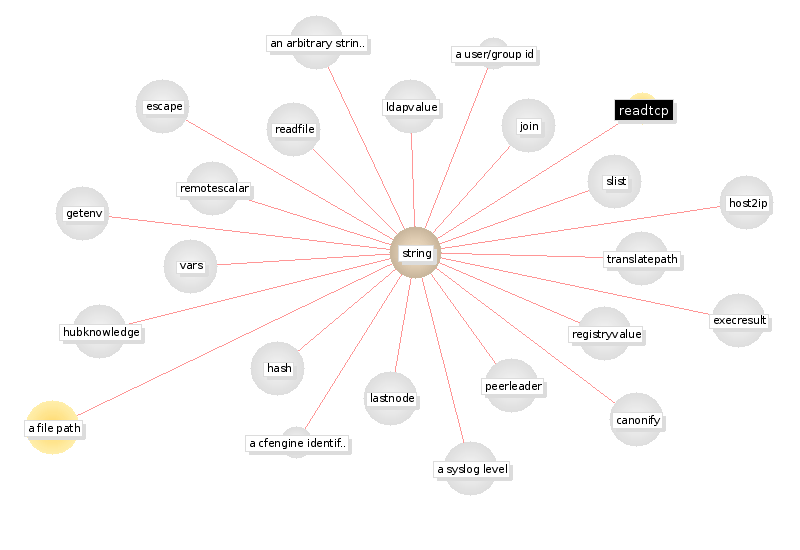 an arbitrary strin..
a user/group id
escape
ldapvalue
readtcp
readfile
join
remotescalar
slist
getenv
host2ip
string
vars
translatepath
hubknowledge
execresult
registryvalue
hash
peerleader
lastnode
a file path
canonify
a cfengine identif..
a syslog level